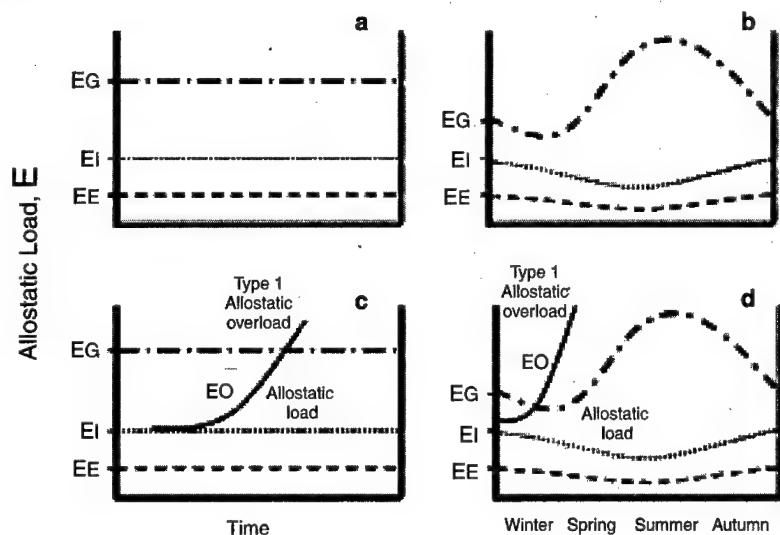 Allostatic Load, E
a
EG
Ei
EE
b
EG
EI
EE
c
Type 1
Allostatic
overload
EG
EO
Allostatic
load
EI
EE
Time
d
Type 1
Allostatic
overload
EO
EG
Allostatic
load
EI
EE
Winter Spring Summer Autumn